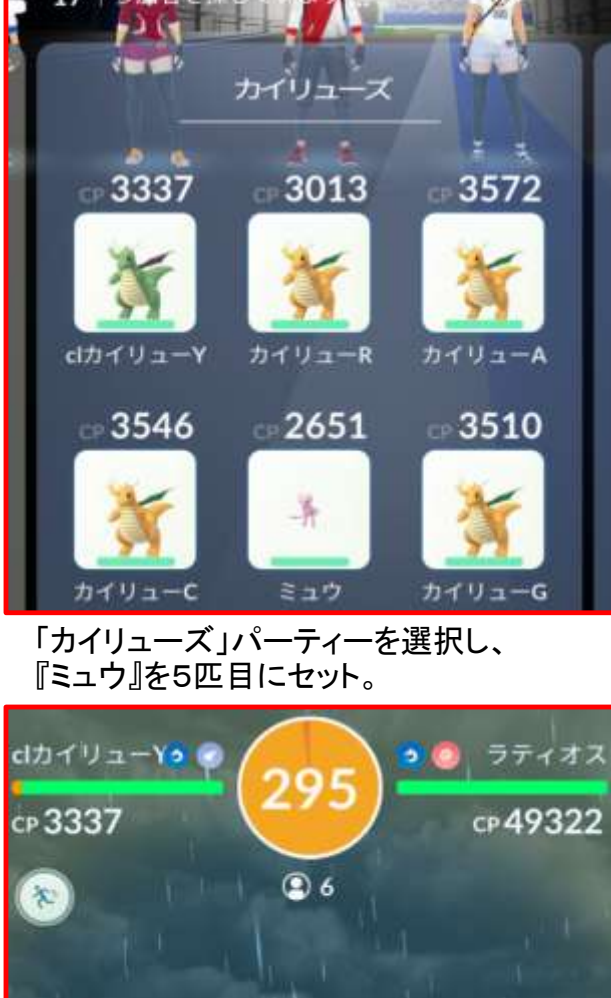 カイリューズ
CP 3337 CP 3013 CP 3572
clカイリューY カイリューR カイリューA
CP 3546 CP 2651 CP 3510
カイリューC ミュウ カイリューG
「カイリューズ」パーティーを選択し、
『ミュウ』を5匹目にセット。
clカイリューY 295 ラティオス
CP 3337 CP 49322
6